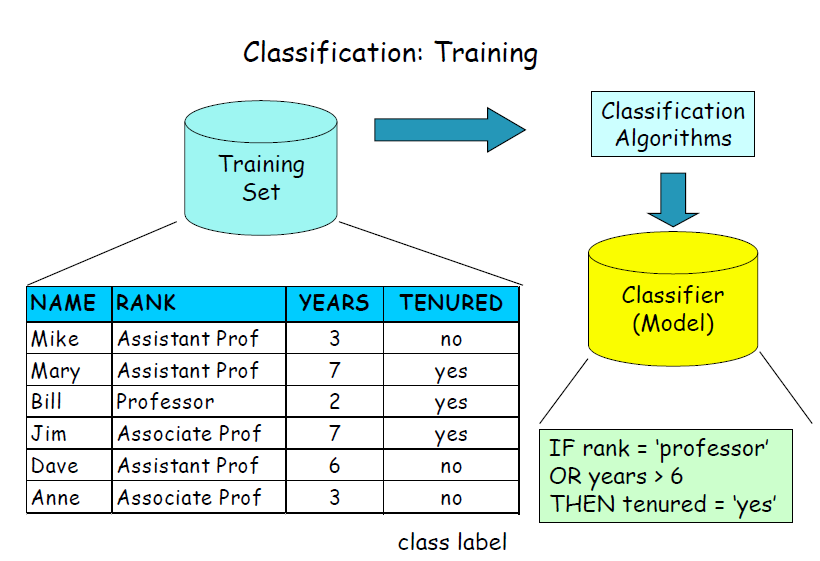 Classification: Training
Training
Set
Classification
Algorithms
Classifier
(Model)
NAME RANK YEARS TENURED
Mike Assistant Prof 3 no
Mary Assistant Prof 7 yes
Bill Professor 2 yes
Jim Associate Prof 7 yes
Dave Assistant Prof 6 no
Anne Associate Prof 3 no
class label
IF rank = ‘professor’
OR years > 6
THEN tenured = ‘yes’